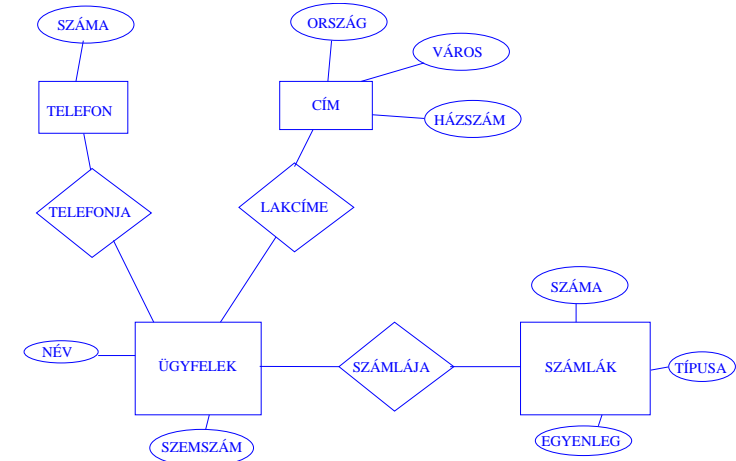 SZÁMA
ORSZÁG
VÁROS
TELEFON
CÍM
HÁZSZÁM
TELEFONJA
LAKCÍME
SZÁMA
NÉV
ÜGYFELEK
SZÁMLÁJA
SZÁMLÁK
TÍPUSA
SZEMSZÁM
EGYENLEG